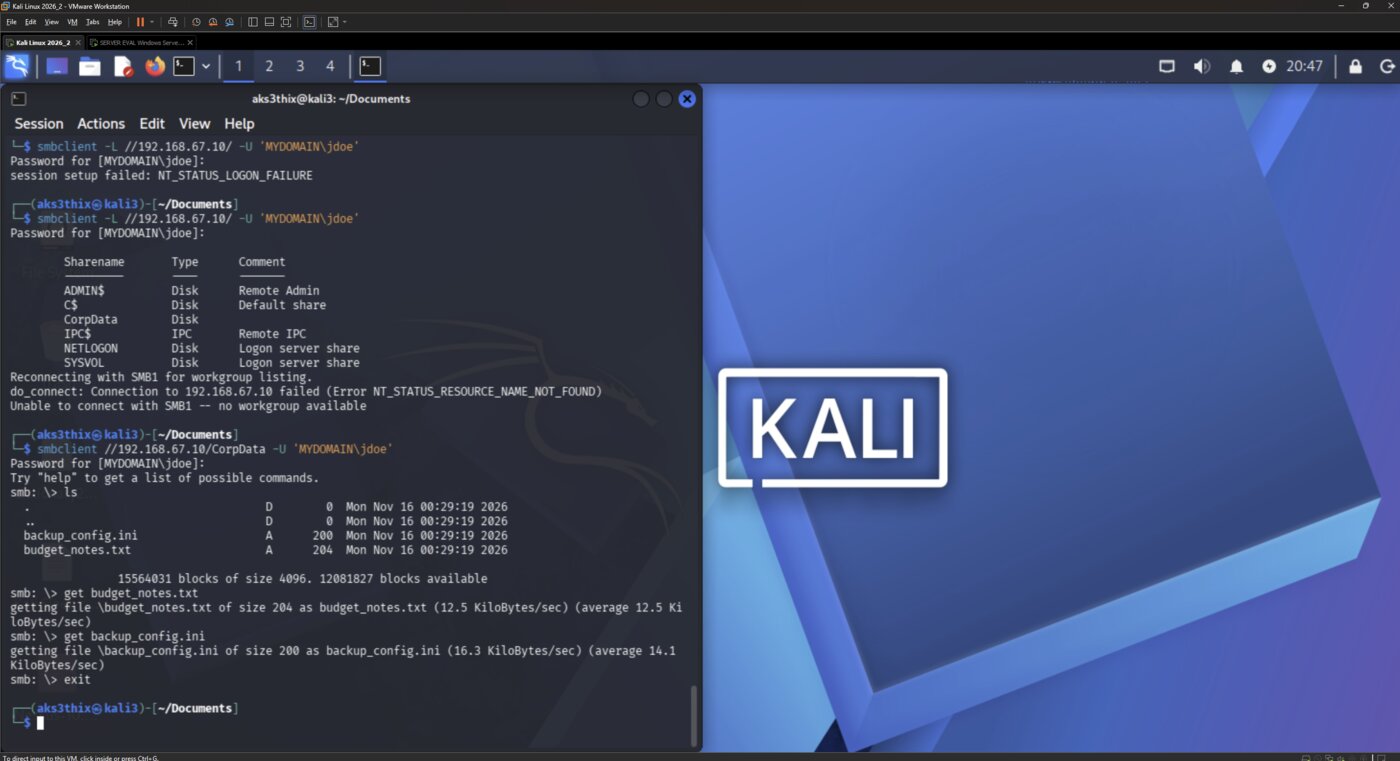 Kali Linux 2026_2 - VMware Workstation
File Edit View VM Tabs Help
Kali Linux 2026_2 SERVER EVAL Windows Serve...
1 2 3 4 20:47
aks3thix@kali3: ~/Documents
Session Actions Edit View Help
└─$ smbclient -L //192.168.67.10/ -U 'MYDOMAIN\jdoe'
Password for [MYDOMAIN\jdoe]:
session setup failed: NT_STATUS_LOGON_FAILURE
┌──(aks3thix㉿kali3)-[~/Documents]
└─$ smbclient -L //192.168.67.10/ -U 'MYDOMAIN\jdoe'
Password for [MYDOMAIN\jdoe]:
Sharename Type Comment
ADMIN$ Disk Remote Admin
C$ Disk Default share
CorpData Disk
IPC$ IPC Remote IPC
NETLOGON Disk Logon server share
SYSVOL Disk Logon server share
Reconnecting with SMB1 for workgroup listing.
do_connect: Connection to 192.168.67.10 failed (Error NT_STATUS_RESOURCE_NAME_NOT_FOUND)
Unable to connect with SMB1 -- no workgroup available
┌──(aks3thix㉿kali3)-[~/Documents]
└─$ smbclient //192.168.67.10/CorpData -U 'MYDOMAIN\jdoe'
Password for [MYDOMAIN\jdoe]:
Try "help" to get a list of possible commands.
smb: \> ls
. D 0 Mon Nov 16 00:29:19 2026
.. D 0 Mon Nov 16 00:29:19 2026
backup_config.ini A 200 Mon Nov 16 00:29:19 2026
budget_notes.txt A 204 Mon Nov 16 00:29:19 2026
15564031 blocks of size 4096. 12081827 blocks available
smb: \> get budget_notes.txt
getting file \budget_notes.txt of size 204 as budget_notes.txt (12.5 KiloBytes/sec) (average 12.5 Ki
loBytes/sec)
smb: \> get backup_config.ini
getting file \backup_config.ini of size 200 as backup_config.ini (16.3 KiloBytes/sec) (average 14.1
KiloBytes/sec)
smb: \> exit
┌──(aks3thix㉿kali3)-[~/Documents]
└─$
KALI
To direct input to this VM, click inside or press Ctrl+G.